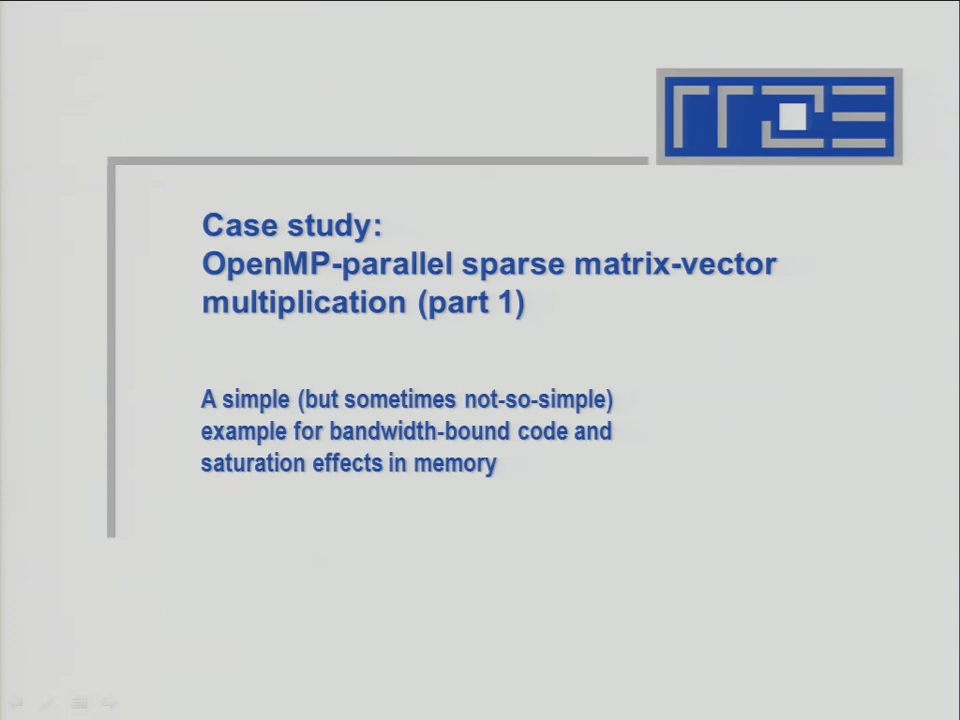 rrze
Case study:
OpenMP-parallel sparse matrix-vector
multiplication (part 1)
A simple (but sometimes not-so-simple)
example for bandwidth-bound code and
saturation effects in memory